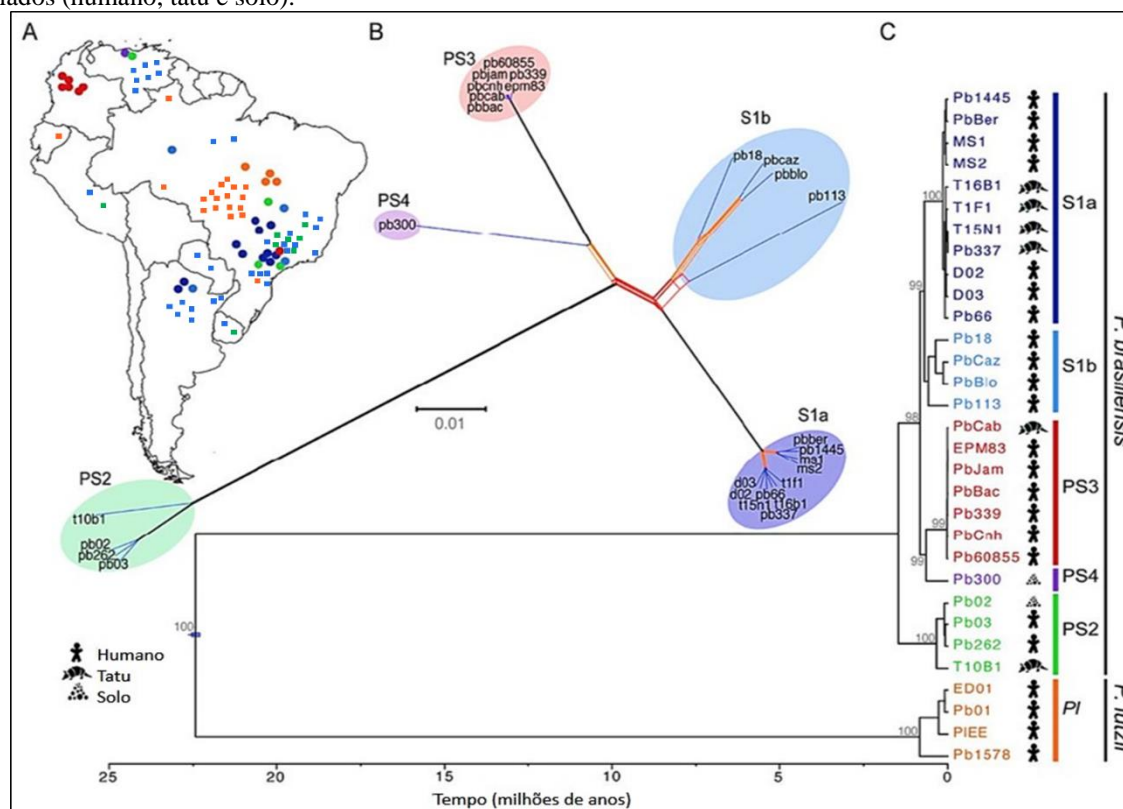 ados (humano, tatu e solo).
A
B
C
PS3
pb60855
pbjam pb339
pbcnh epm83
pbcab
pbbac
S1b
pb18
pbcaz
pbblo
pb113
PS4
pb300
0.01
S1a
pbber
pb1445
ms1
ms2
d03
t1f1
d02 pb66
t15n1 t16b1
pb337
PS2
t10b1
pb02
pb262
pb03
Humano
Tatu
Solo
100
99
98
99
99
100
100
100
Pb1445
PbBer
MS1
MS2
T16B1
T1F1
T15N1
Pb337
D02
D03
Pb66
S1a
Pb18
PbCaz
PbBlo
Pb113
S1b
PbCab
EPM83
PbJam
PbBac
Pb339
PbCnh
Pb60855
PS3
Pb300
PS4
Pb02
Pb03
Pb262
T10B1
PS2
P. brasiliensis
ED01
Pb01
PlEE
Pb1578
Pl
P. lutzii
25
20
15
10
5
0
Tempo (milhões de anos)